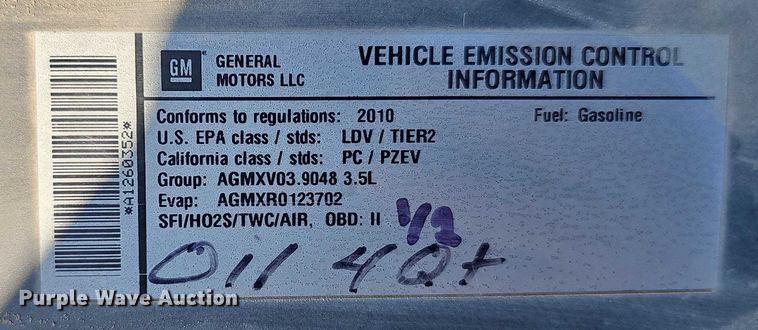 GM
GENERAL
MOTORS LLC
VEHICLE EMISSION CONTROL
INFORMATION
Conforms to regulations: 2010
Fuel: Gasoline
U.S. EPA class / stds: LDV / TIER2
California class / stds: PC / PZEV
Group: AGMXV03.9048 3.5L
Evap: AGMXR0123702
SFI/HO2S/TWC/AIR, OBD: II
1/2
Oil 4Qt
*A1260352*
Purple Wave Auction